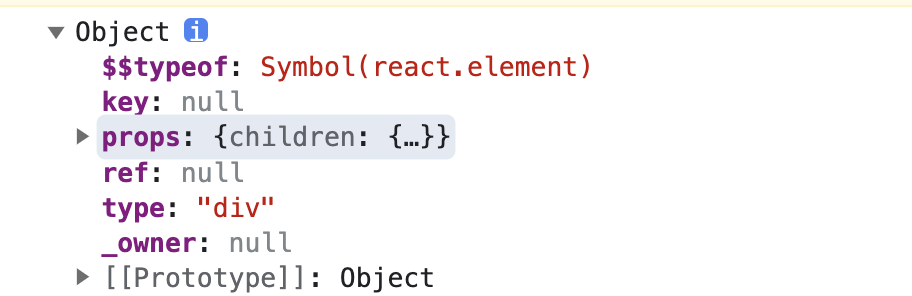 ▼ Object i
$$typeof: Symbol(react.element)
key: null
▶ props: {children: {…}}
ref: null
type: "div"
_owner: null
▶ [[Prototype]]: Object